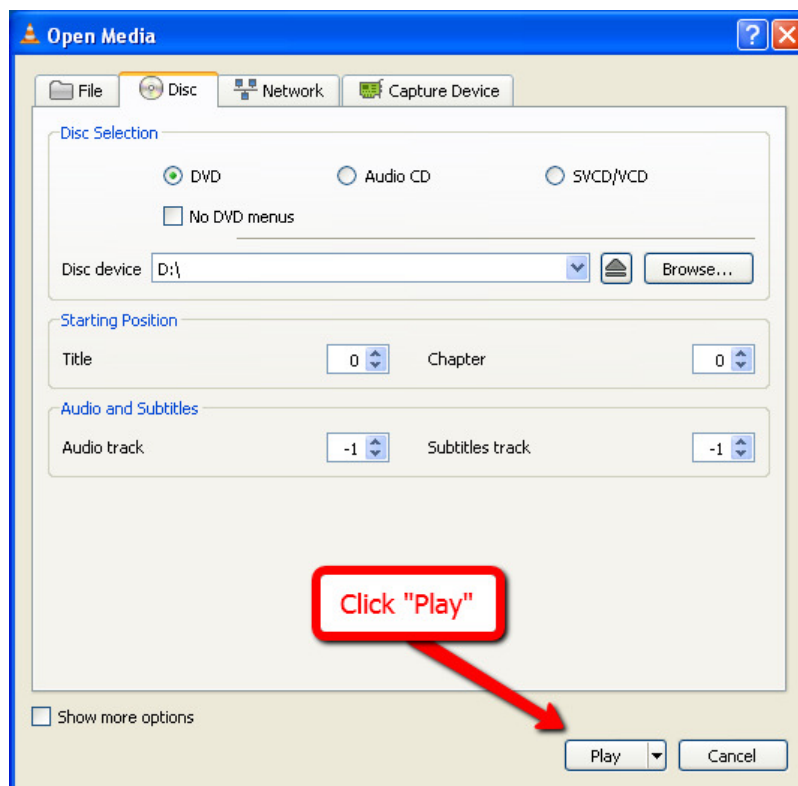 Open Media
File Disc Network Capture Device
Disc Selection
DVD Audio CD SVCD/VCD
No DVD menus
Disc device D:\ Browse...
Starting Position
Title 0 Chapter 0
Audio and Subtitles
Audio track -1 Subtitles track -1
Click "Play"
Show more options
Play Cancel